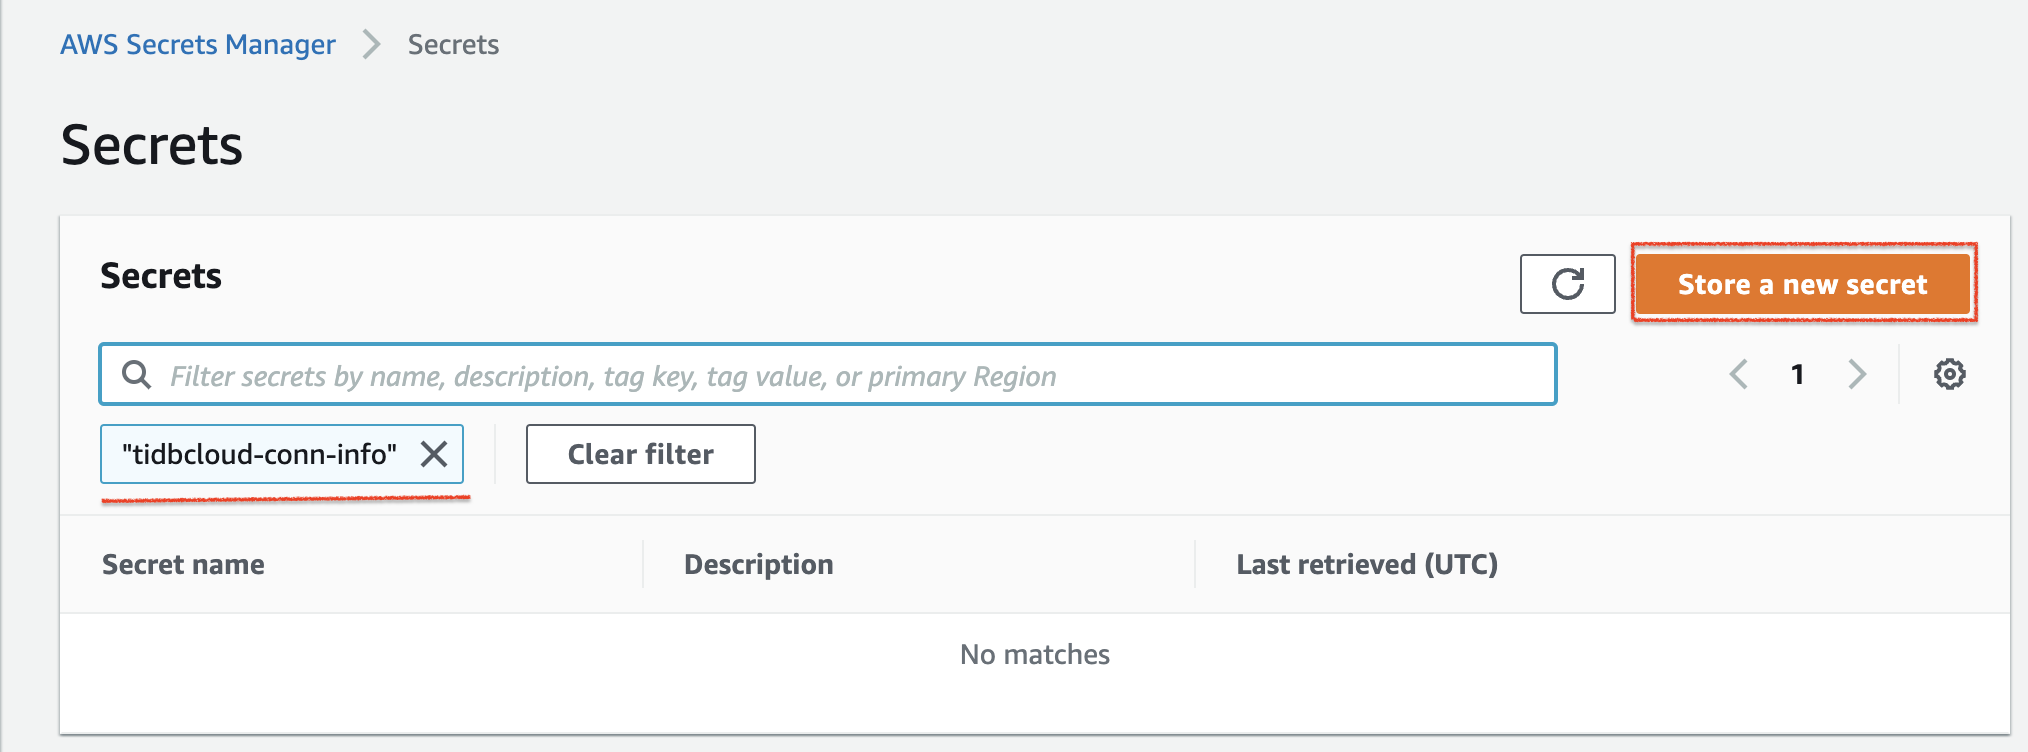 AWS Secrets Manager > Secrets
Secrets
Secrets
Store a new secret
Filter secrets by name, description, tag key, tag value, or primary Region
1
"tidbcloud-conn-info"
Clear filter
Secret name Description Last retrieved (UTC)
No matches